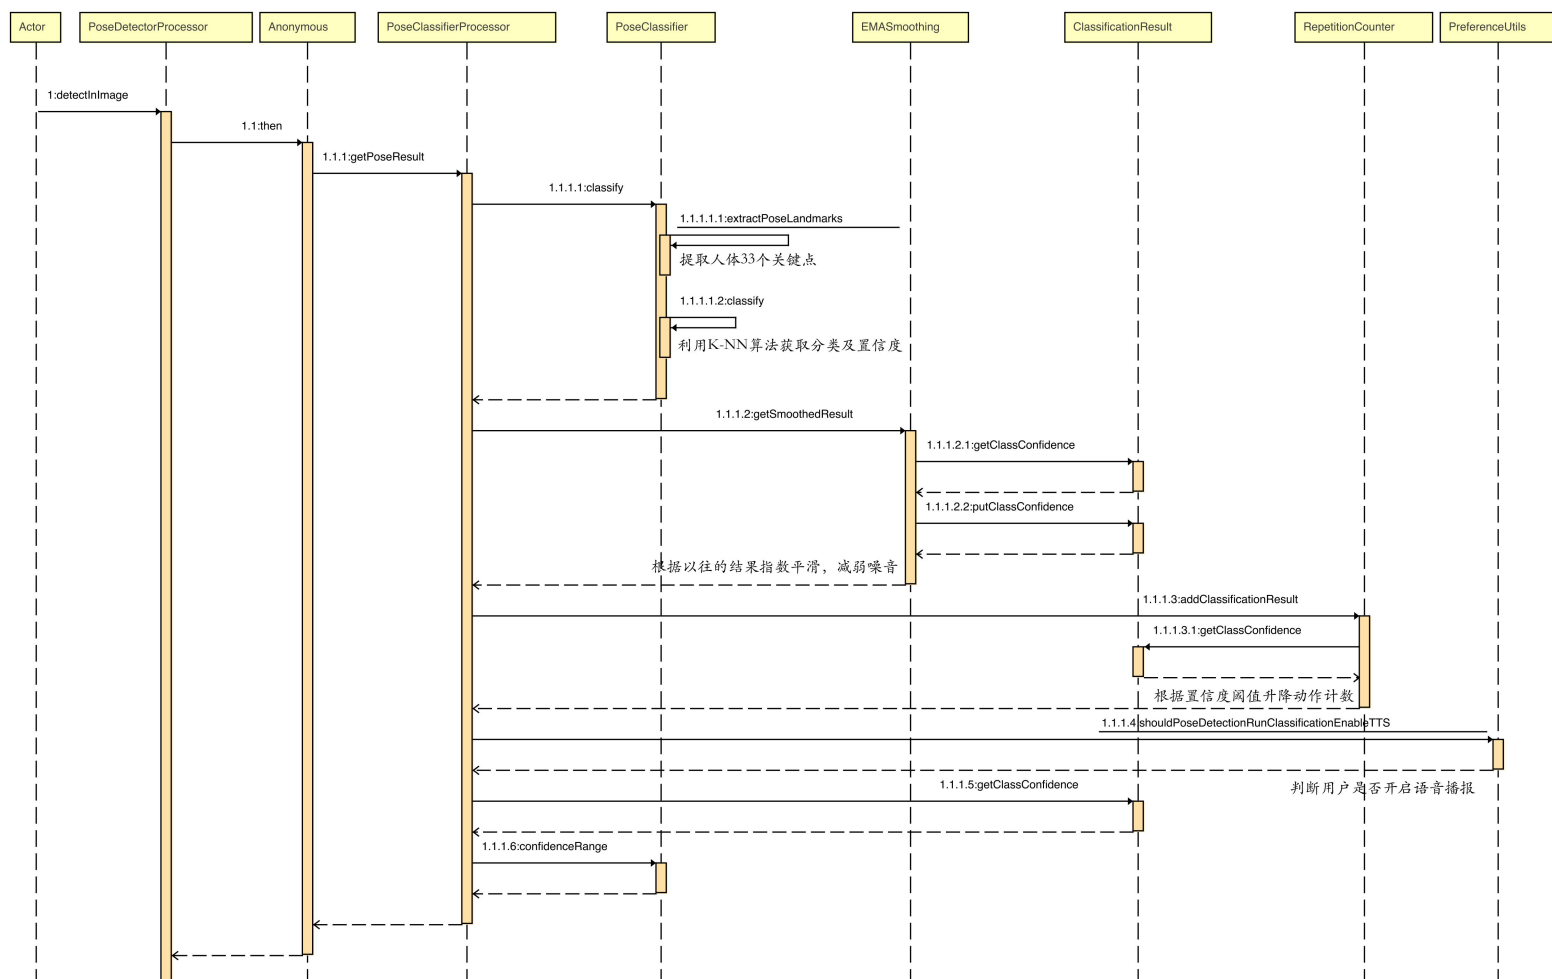 Actor
PoseDetectorProcessor
Anonymous
PoseClassifierProcessor
PoseClassifier
EMASmoothing
ClassificationResult
RepetitionCounter
PreferenceUtils
1:detectInImage
1.1:then
1.1.1:getPoseResult
1.1.1.1:classify
1.1.1.1.1:extractPoseLandmarks
提取人体33个关键点
1.1.1.1.2:classify
利用K-NN算法获取分类及置信度
1.1.1.2:getSmoothedResult
1.1.1.2.1:getClassConfidence
1.1.1.2.2:putClassConfidence
根据以往的结果指数平滑，减弱噪音
1.1.1.3:addClassificationResult
1.1.1.3.1:getClassConfidence
根据置信度阈值升降动作计数
1.1.1.4:shouldPoseDetectionRunClassificationEnableTTS
判断用户是否开启语音播报
1.1.1.5:getClassConfidence
1.1.1.6:confidenceRange